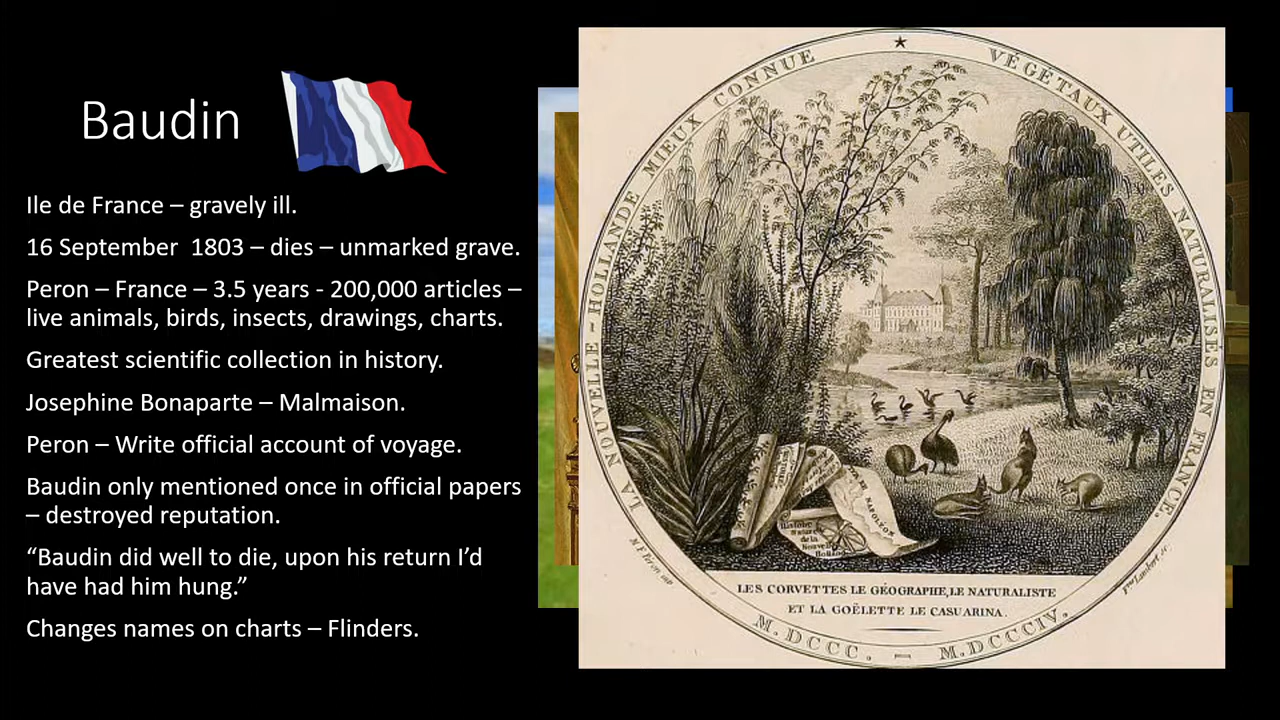 Baudin
Ile de France – gravely ill.
16 September  1803 – dies – unmarked grave.
Peron – France – 3.5 years - 200,000 articles –
live animals, birds, insects, drawings, charts.
Greatest scientific collection in history.
Josephine Bonaparte – Malmaison.
Peron – Write official account of voyage.
Baudin only mentioned once in official papers
– destroyed reputation.
“Baudin did well to die, upon his return I’d
have had him hung.”
Changes names on charts – Flinders.
LA NOUVELLE - HOLLANDE MIEUX CONNUE ★ VÉGÉTAUX UTILES NATURALISÉS EN FRANCE.
NAPOLÉON
Histoire
de la
LES CORVETTES LE GÉOGRAPHE, LE NATURALISTE
ET LA GOËLETTE LE CASUARINA.
M.DCCC. – M.DCCCIV.